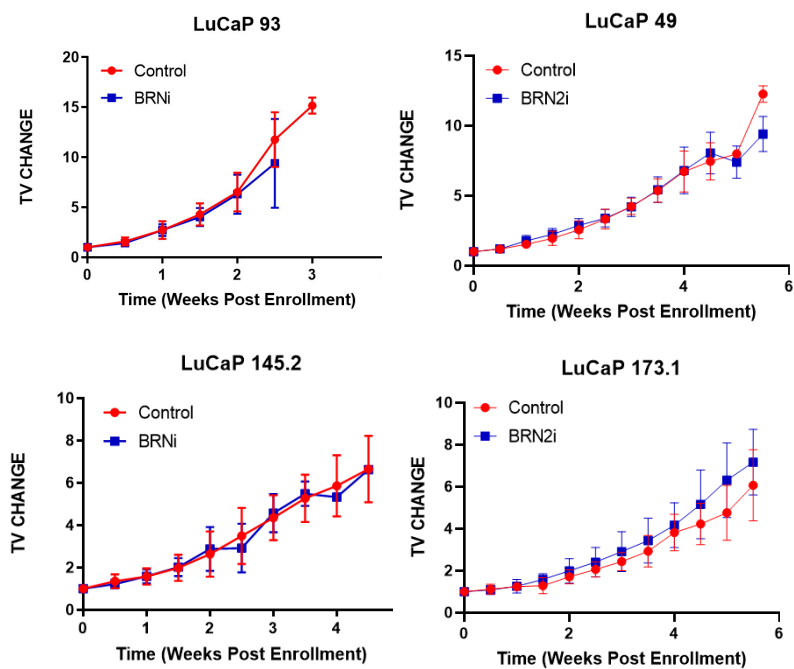 LuCaP 93
Control
BRNi
TV CHANGE
20
15
10
5
0
0 1 2 3
Time (Weeks Post Enrollment)
LuCaP 49
Control
BRN2i
TV CHANGE
15
10
5
0
0 2 4 6
Time (Weeks Post Enrollment)
LuCaP 145.2
Control
BRNi
TV CHANGE
10
8
6
4
2
0
0 1 2 3 4
Time (Weeks Post Enrollment)
LuCaP 173.1
Control
BRN2i
TV CHANGE
10
8
6
4
2
0
0 2 4 6
Time (Weeks Post Enrollment)